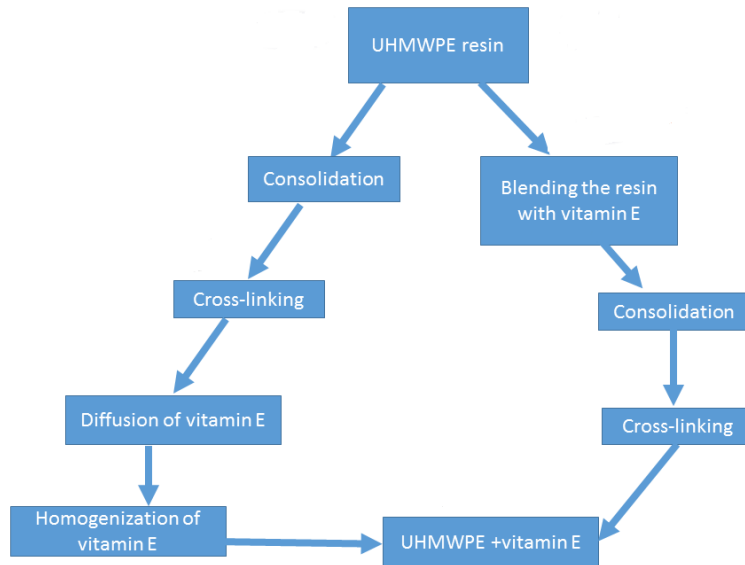 UHMWPE resin
Consolidation
Blending the resin
with vitamin E
Cross-linking
Consolidation
Diffusion of vitamin E
Cross-linking
Homogenization of
vitamin E
UHMWPE +vitamin E